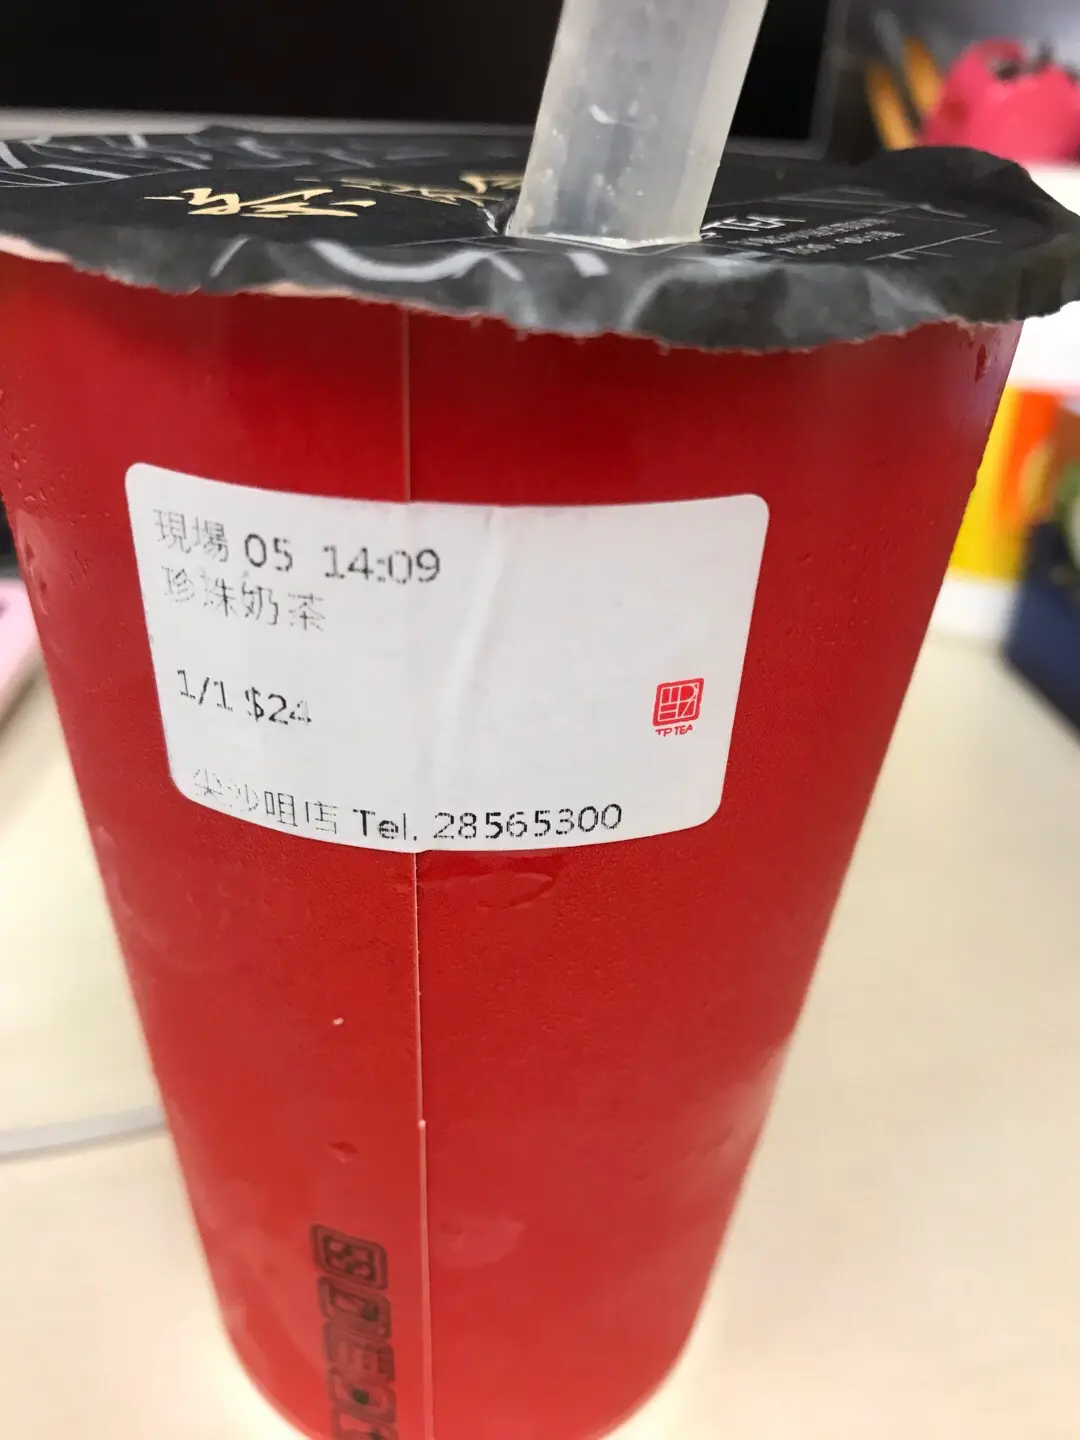 TEA
現場 05 14:09
珍珠奶茶
1/1 $24
TP TEA
尖沙咀店 Tel. 28565300